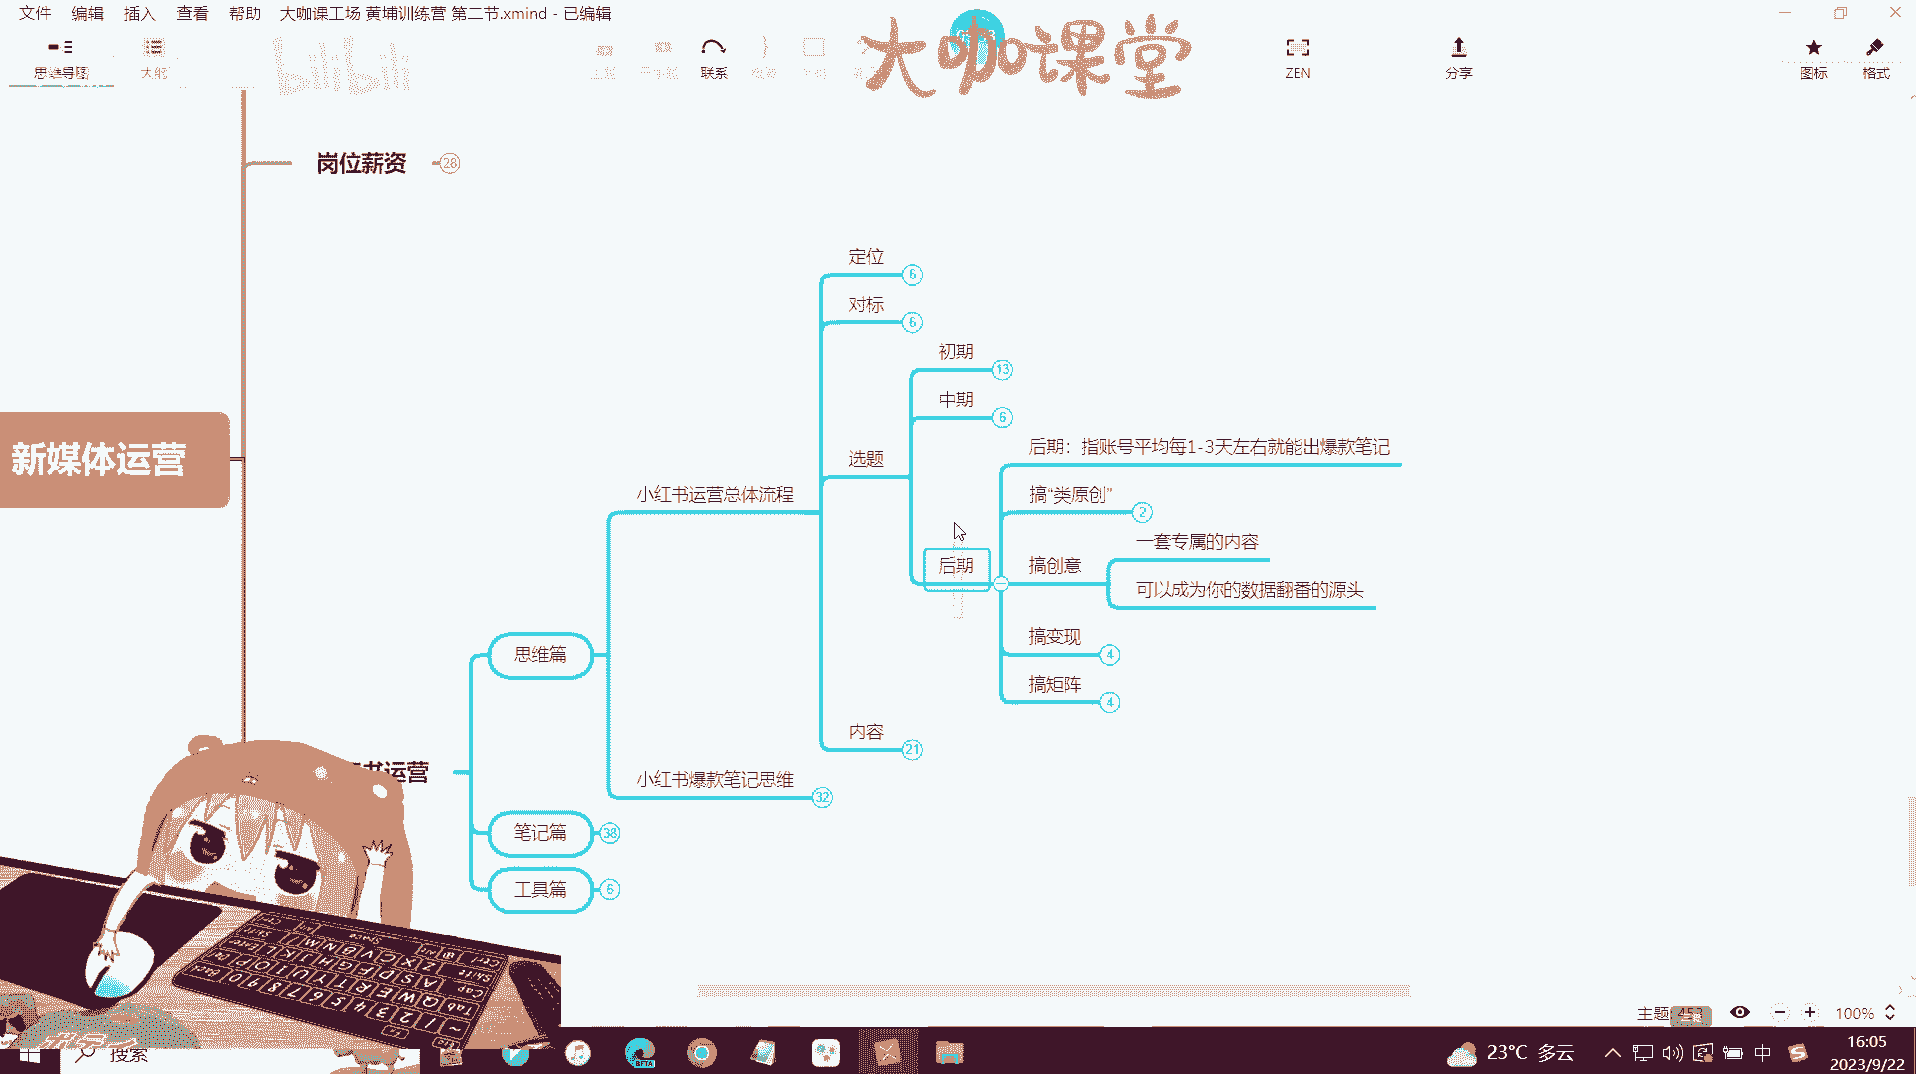 文件 编辑 插入 查看 帮助 大咖课工场 黄埔训练营 第二节.xmind - 已编辑
思维导图 大纲 联系 ZEN 分享 图标 格式
bilibili
大咖课堂
岗位薪资 28
定位 6
对标 6
初期 13
中期 6
后期：指账号平均每1-3天左右就能出爆款笔记
新媒体运营
选题
小红书运营总体流程
搞“类原创” 2
一套专属的内容
后期
搞创意
可以成为你的数据翻番的源头
搞变现 4
思维篇
搞矩阵 4
内容 21
书运营
小红书爆款笔记思维 32
笔记篇 38
工具篇 6
主题:
100%
搜索
23°C 多云
中
16:05
2023/9/22